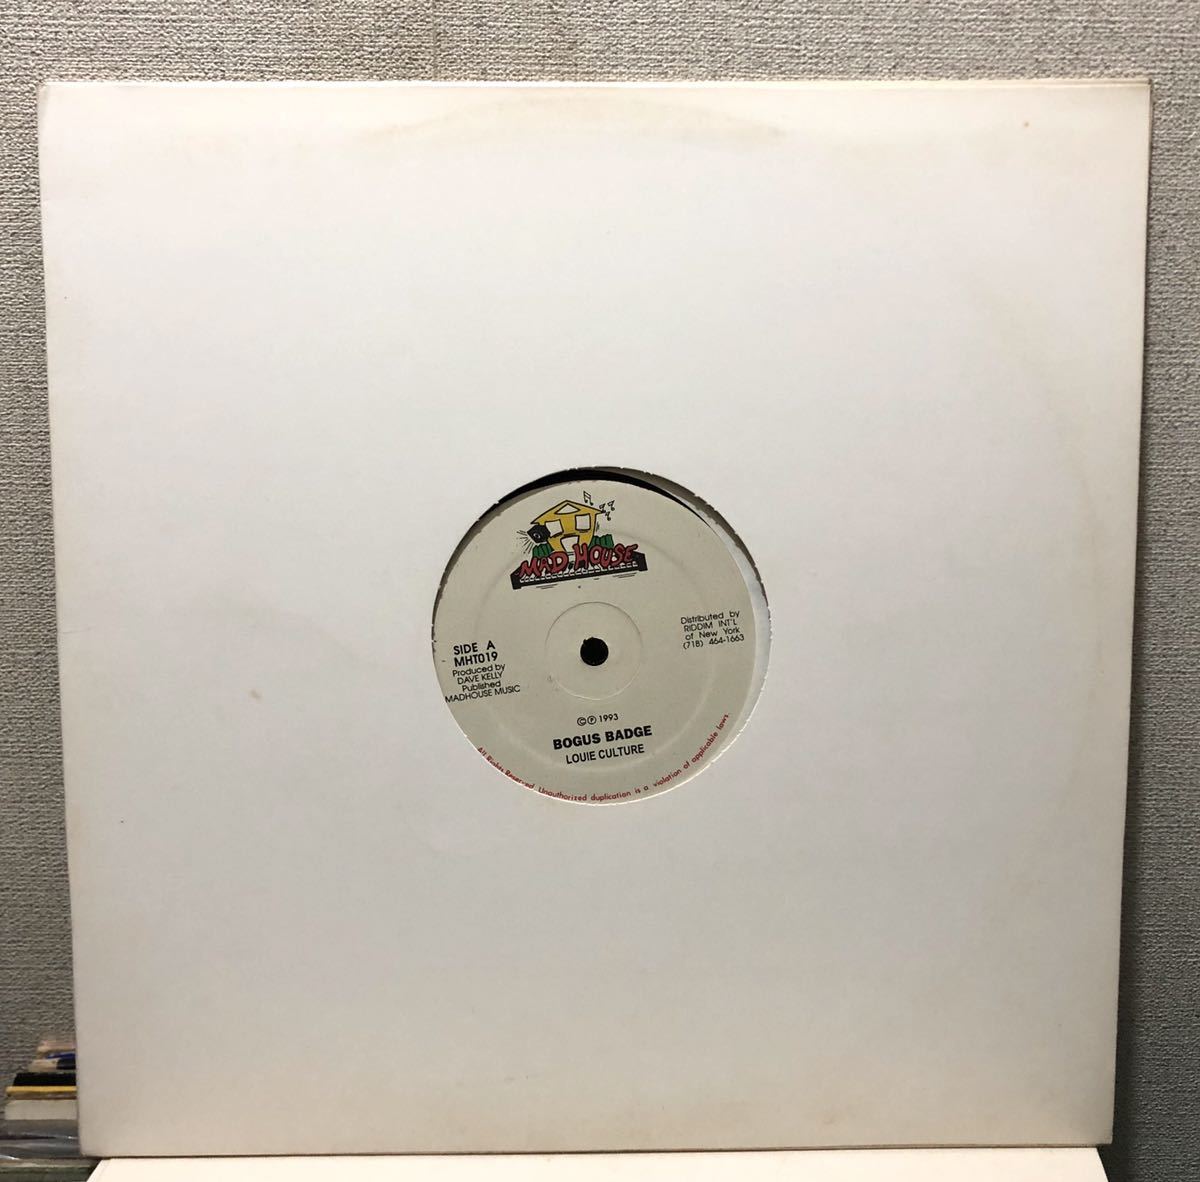 MAD HOUSE
SIDE A
MHT019
Produced by
DAVE KELLY
Published
MADHOUSE MUSIC
Distributed by
RIDDIM INT'L
of New York
(718) 464-1663
©℗ 1993
BOGUS BADGE
LOUIE CULTURE
All Rights Reserved. Unauthorized duplication is a violation of applicable laws.